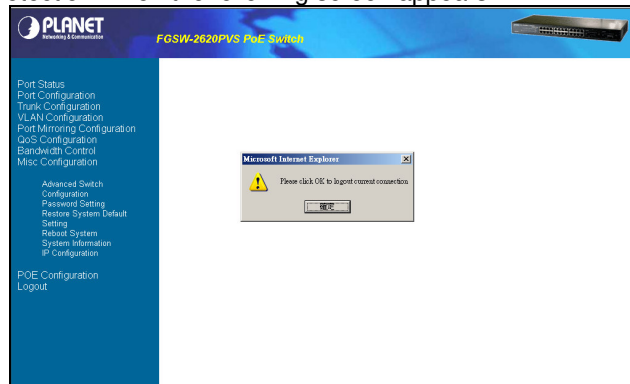 PLANET
Networking & Communication
FGSW-2620PVS PoE Switch
Port Status
Port Configuration
Trunk Configuration
VLAN Configuration
Port Mirroring Configuration
QoS Configuration
Bandwidth Control
Misc Configuration
Advanced Switch
Configuration
Password Setting
Restore System Default
Setting
Reboot System
System Information
IP Configuration
POE Configuration
Logout
Microsoft Internet Explorer
Please click OK to logout current connection
確定